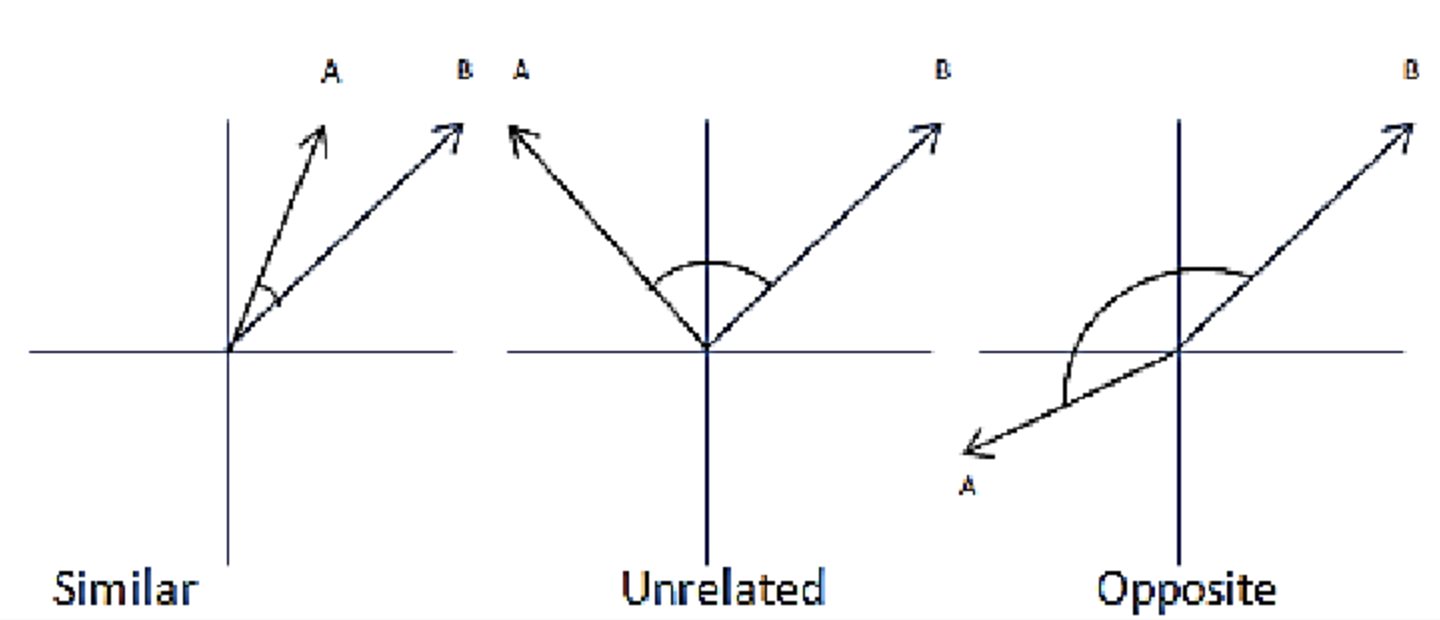 A B A B B
A
Similar Unrelated Opposite